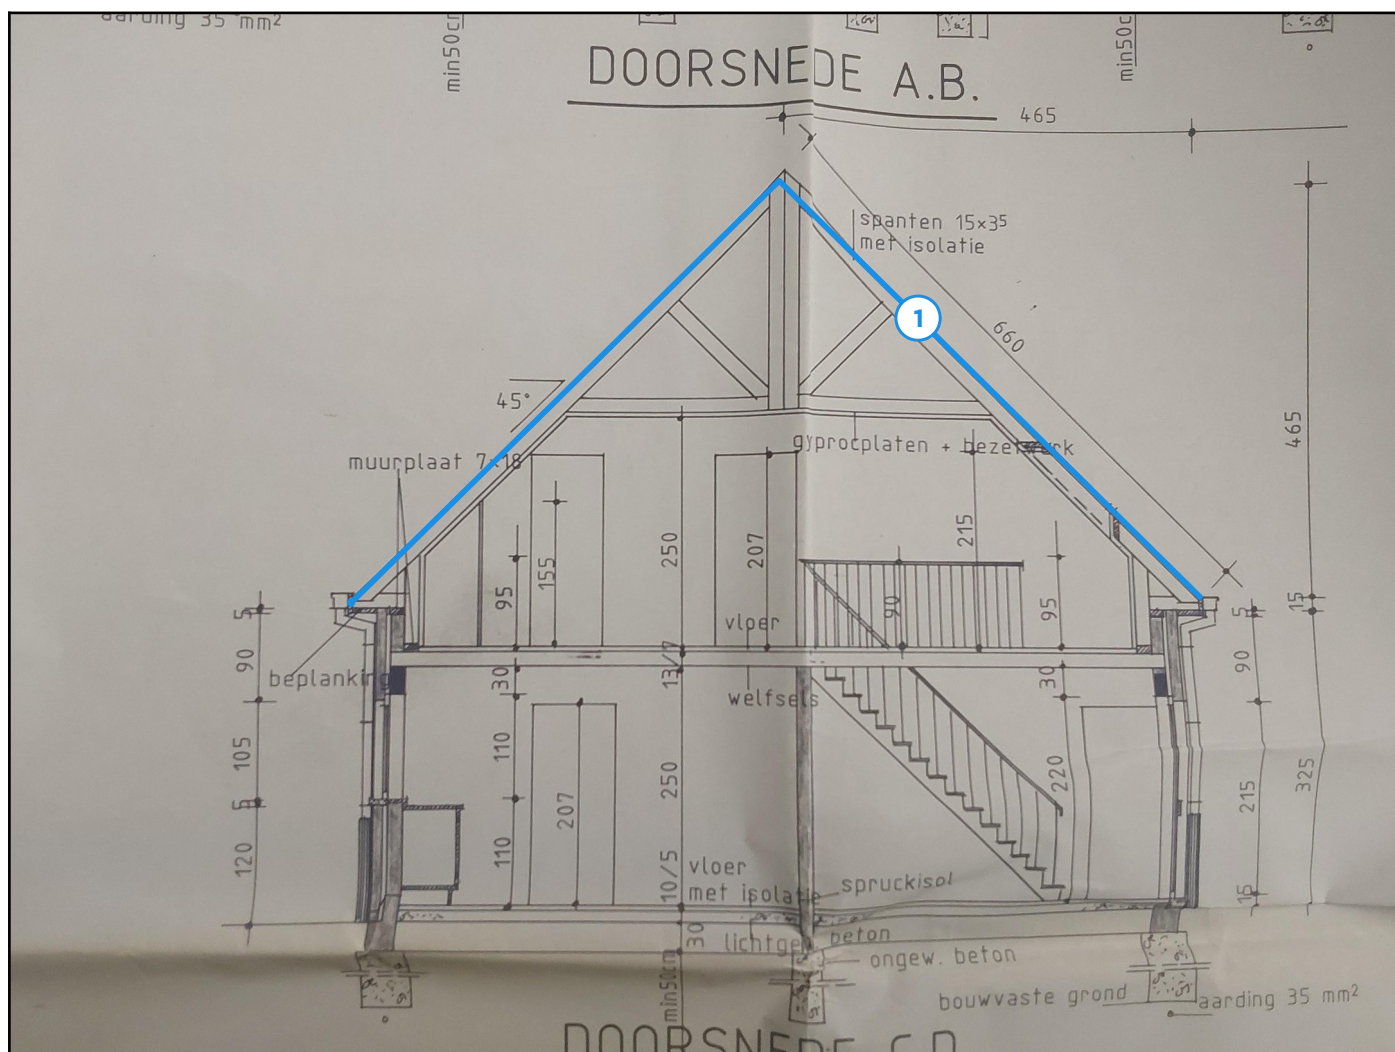 aarding 35 mm²
min50cm
min50c
DOORSNEDE A.B.
465
spanten 15x35
met isolatie
1
660
45°
465
gyprocplaten + bezetwerk
muurplaat 7x18
155
95
250
207
215
90
95
15
5
5
90
vloer
90
beplanking
30
13/7
30
welfsels
105
110
250
220
215
325
5
207
120
110
10/5
vloer
met isolatie
spruckisol
15
30
beton
ongew. beton
min50cm
bouwvaste grond
aarding 35 mm²
DOORSNEDE C.D.